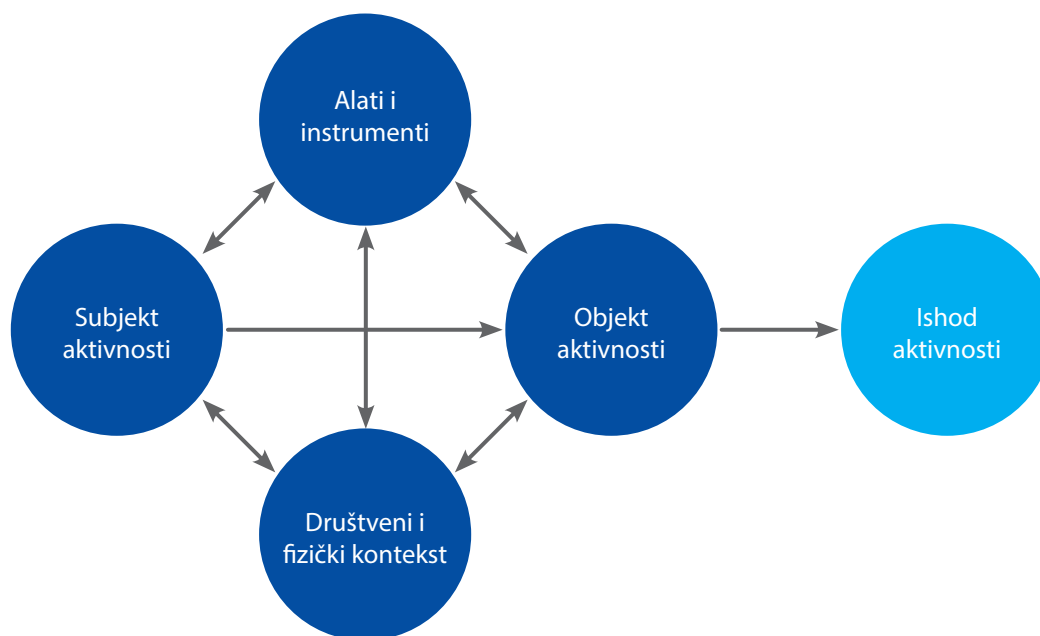 Alati i
instrumenti
Subjekt
aktivnosti
Objekt
aktivnosti
Ishod
aktivnosti
Društveni i
fizički kontekst